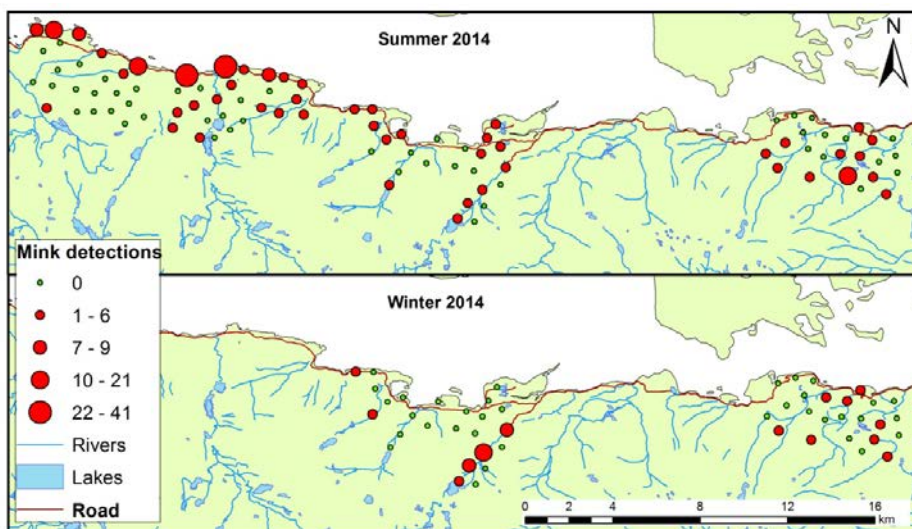 Summer 2014
N
Mink detections
0
1 - 6
7 - 9
10 - 21
22 - 41
Rivers
Lakes
Road
Winter 2014
0 2 4 8 12 16
km